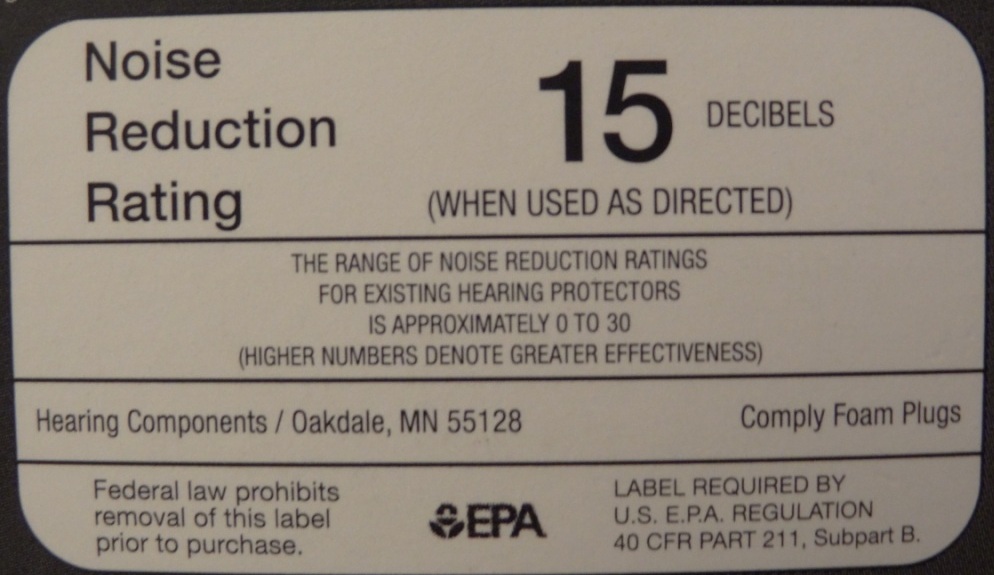 Noise
Reduction
Rating
15 DECIBELS
(WHEN USED AS DIRECTED)
THE RANGE OF NOISE REDUCTION RATINGS
FOR EXISTING HEARING PROTECTORS
IS APPROXIMATELY 0 TO 30
(HIGHER NUMBERS DENOTE GREATER EFFECTIVENESS)
Hearing Components / Oakdale, MN 55128
Comply Foam Plugs
Federal law prohibits
removal of this label
prior to purchase.
EPA
LABEL REQUIRED BY
U.S. E.P.A. REGULATION
40 CFR PART 211, Subpart B.